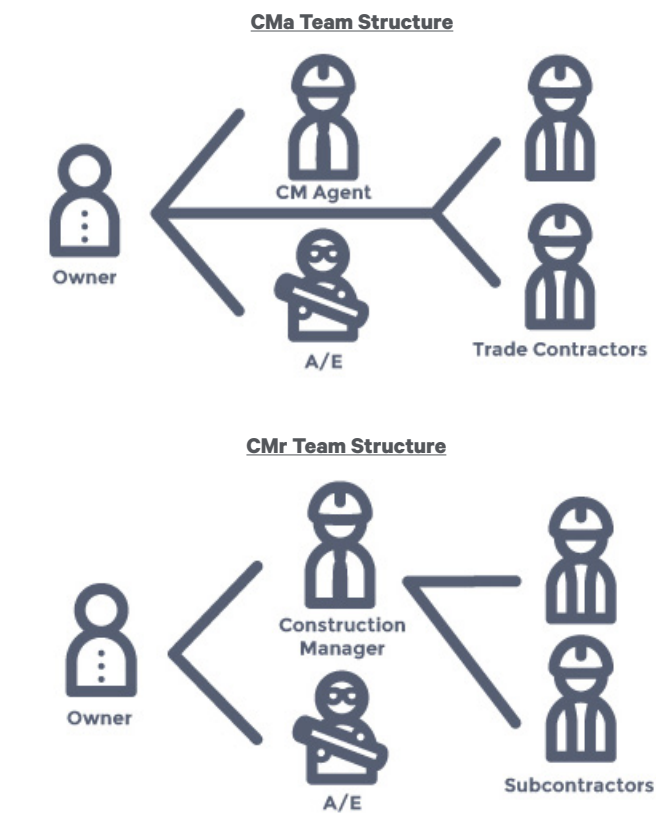 CMa Team Structure
CM Agent
Owner
A/E
Trade Contractors
CMr Team Structure
Construction
Manager
Owner
A/E
Subcontractors